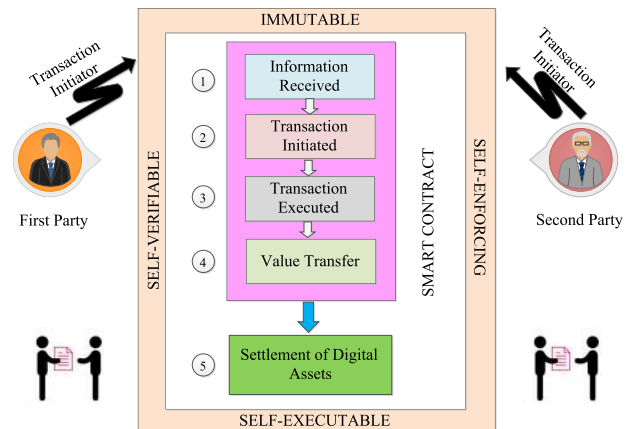 IMMUTABLE
Transaction
Initiator
First Party
SELF-VERIFIABLE
1
Information
Received
2
Transaction
Initiated
3
Transaction
Executed
4
Value Transfer
5
Settlement of Digital
Assets
SMART CONTRACT
SELF-ENFORCING
Transaction
Initiator
Second Party
SELF-EXECUTABLE